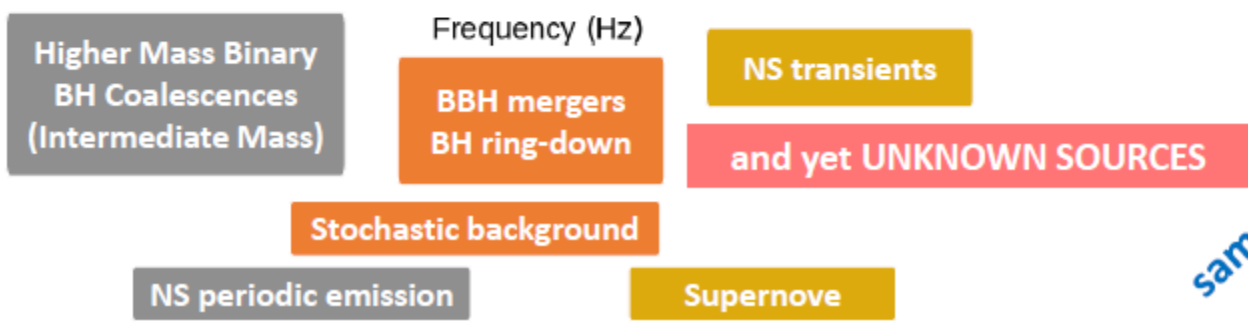 Frequency (Hz)
Higher Mass Binary
BH Coalescences
(Intermediate Mass)
BBH mergers
BH ring-down
NS transients
and yet UNKNOWN SOURCES
Stochastic background
NS periodic emission
Supernove
sam